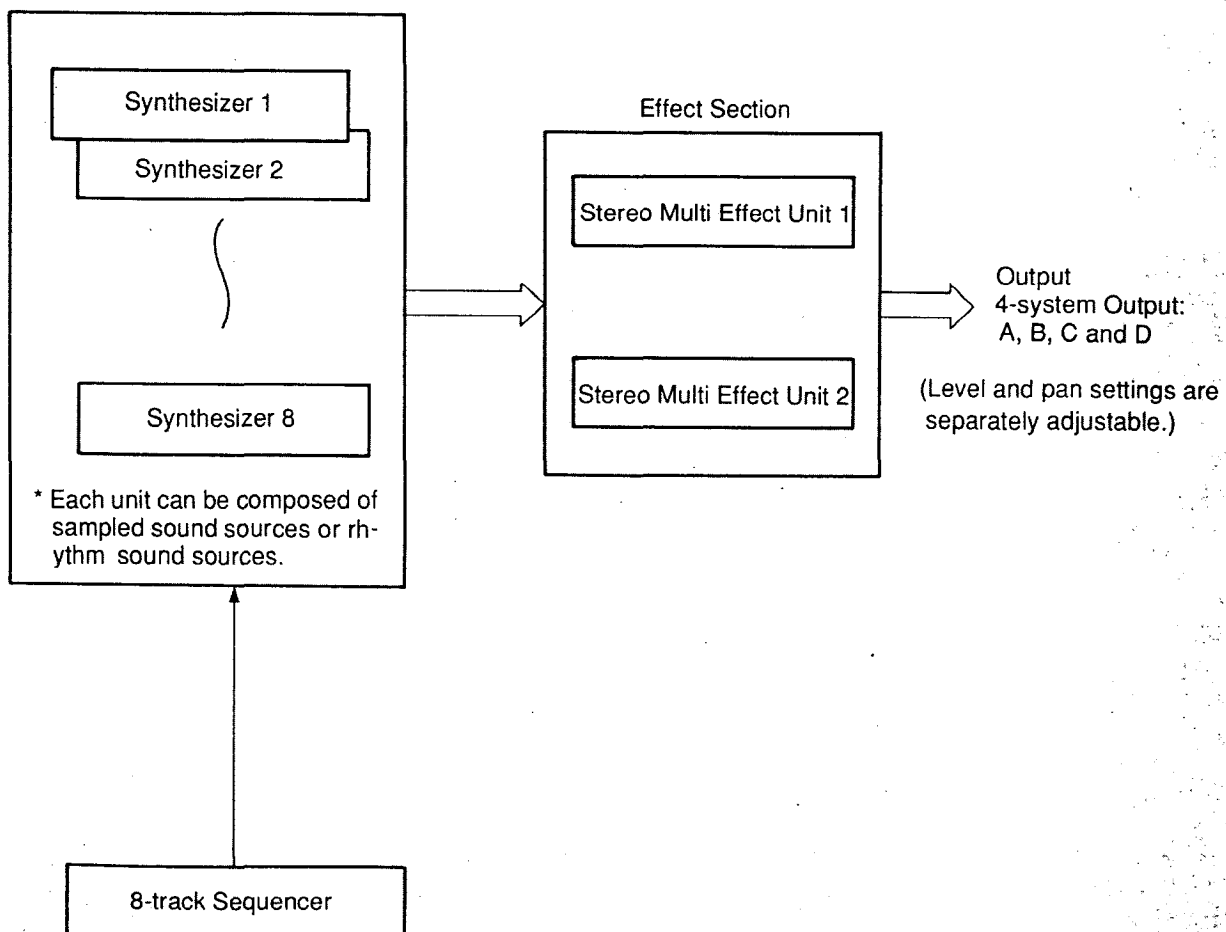 Synthesizer 1
Synthesizer 2
Synthesizer 8
* Each unit can be composed of
sampled sound sources or rh-
ythm sound sources.
8-track Sequencer
Effect Section
Stereo Multi Effect Unit 1
Stereo Multi Effect Unit 2
Output
4-system Output:
A, B, C and D
(Level and pan settings are
separately adjustable.)